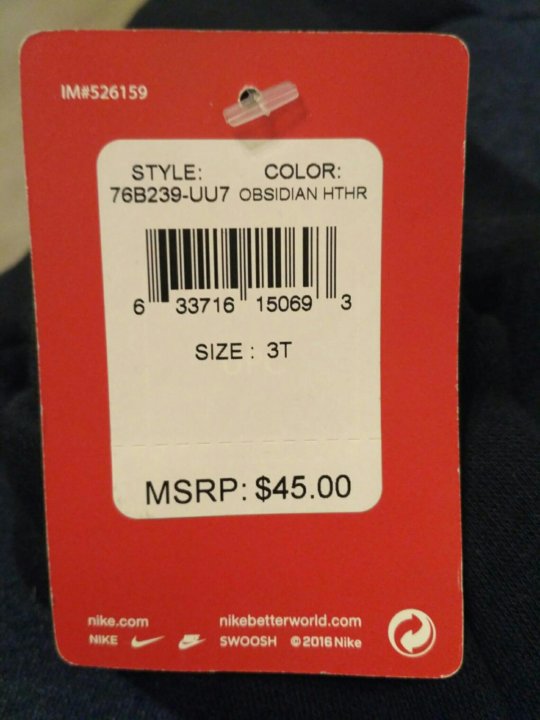 IM#526159
STYLE: COLOR:
76B239-UU7 OBSIDIAN HTHR
6 33716 15069 3
SIZE : 3T
MSRP: $45.00
nike.com nikebetterworld.com
NIKE SWOOSH ©2016 Nike